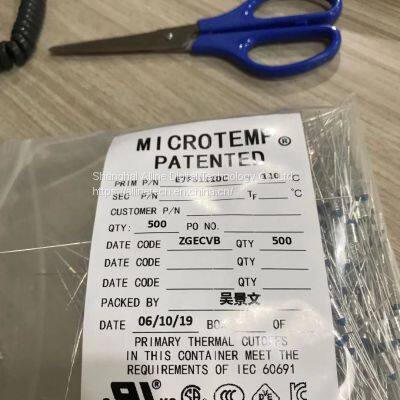 MICROTEMP®
PATENTED
PRIM P/N 110 °C
SEC P/N TF °C
CUSTOMER P/N
QTY: 500 PO NO.
DATE CODE ZGECVB QTY 500
DATE CODE QTY
DATE CODE QTY
PACKED BY 吴景文
DATE 06/10/19 BO OF
PRIMARY THERMAL CUTOFFS
IN THIS CONTAINER MEET THE
REQUIREMENTS OF IEC 60691